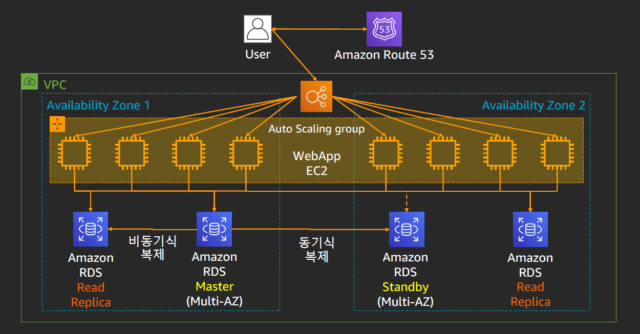 User
Amazon Route 53
53
VPC
Availability Zone 1
Availability Zone 2
Auto Scaling group
WebApp
EC2
비동기식
복제
동기식
복제
Amazon
RDS
Read
Replica
Amazon
RDS
Master
(Multi-AZ)
Amazon
RDS
Standby
(Multi-AZ)
Amazon
RDS
Read
Replica